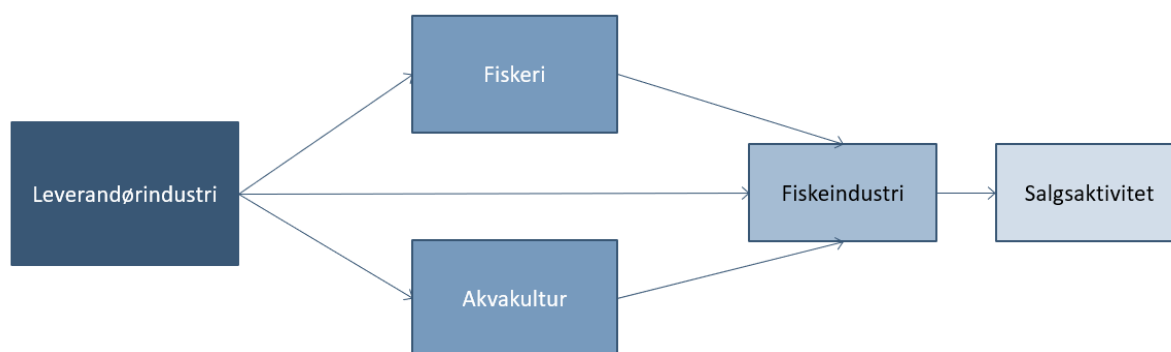 Fiskeri
Leverandørindustri
Fiskeindustri
Salgsaktivitet
Akvakultur